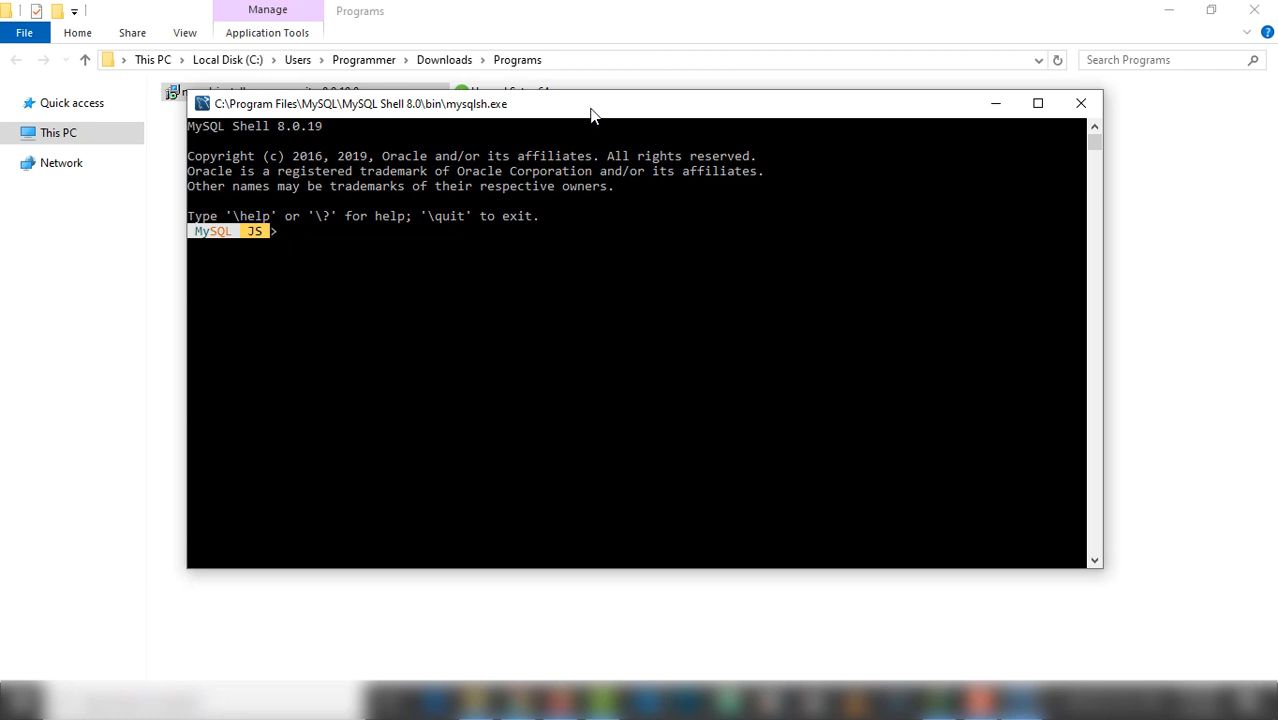 Manage
Programs
File
Home
Share
View
Application Tools
This PC
Local Disk (C:)
Users
Programmer
Downloads
Programs
Search Programs
Quick access
This PC
Network
C:\Program Files\MySQL\MySQL Shell 8.0\bin\mysqlsh.exe
MySQL Shell 8.0.19
Copyright (c) 2016, 2019, Oracle and/or its affiliates. All rights reserved.
Oracle is a registered trademark of Oracle Corporation and/or its affiliates.
Other names may be trademarks of their respective owners.
Type '\help' or '\?' for help; '\quit' to exit.
MySQL JS >